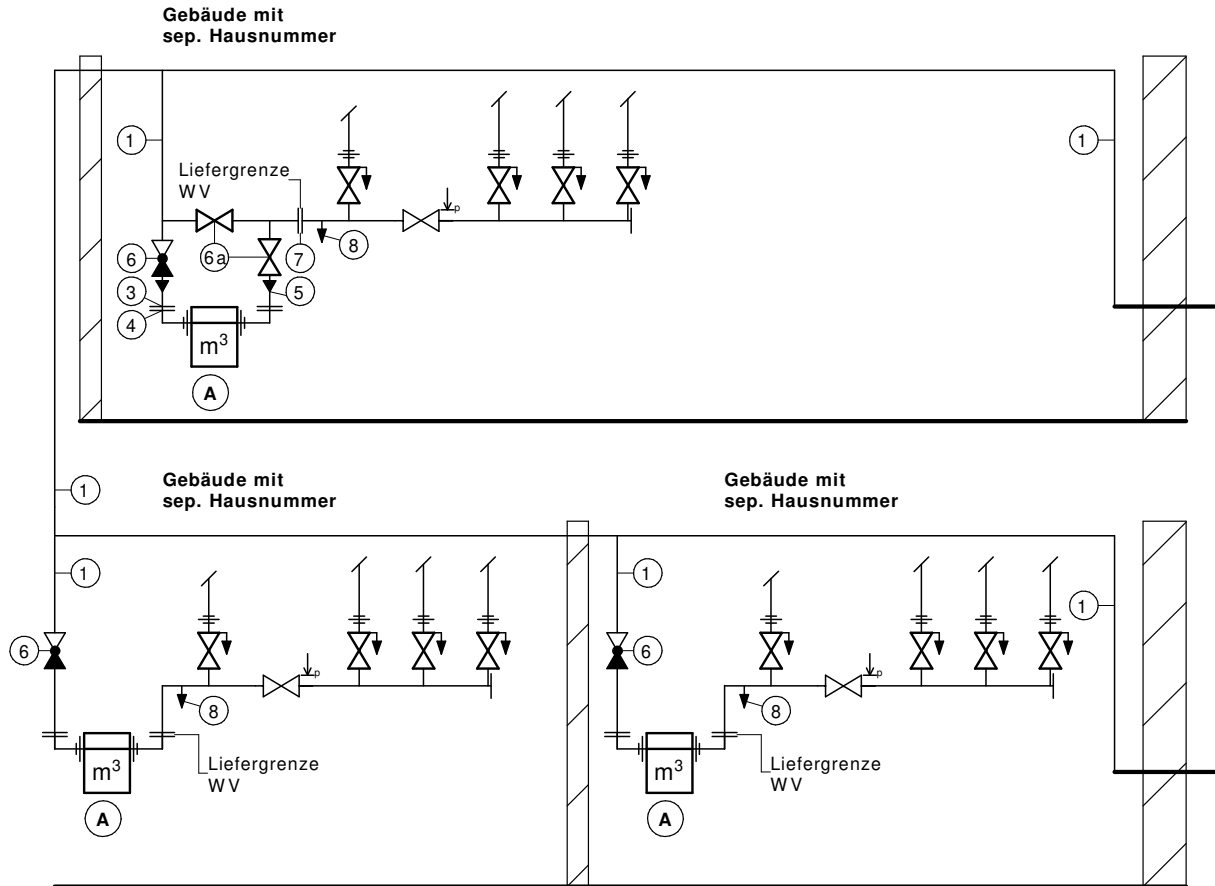 Gebäude mit
sep. Hausnummer
1
1
Liefergrenze
WV
p
6
6a
7
8
3
5
4
m³
A
1
Gebäude mit
sep. Hausnummer
Gebäude mit
sep. Hausnummer
1
1
1
6
6
p
p
8
8
Liefergrenze
WV
Liefergrenze
WV
m³
m³
A
A